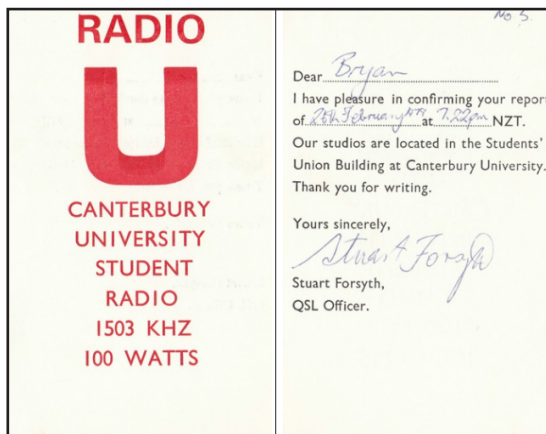 RADIO
U
CANTERBURY
UNIVERSITY
STUDENT
RADIO
1503 KHZ
100 WATTS
No 5.
Dear Bryan
I have pleasure in confirming your report
of 28th February 1979 at 7.22pm NZT.
Our studios are located in the Students'
Union Building at Canterbury University.
Thank you for writing.
Yours sincerely,
Stuart Forsyth
Stuart Forsyth,
QSL Officer.